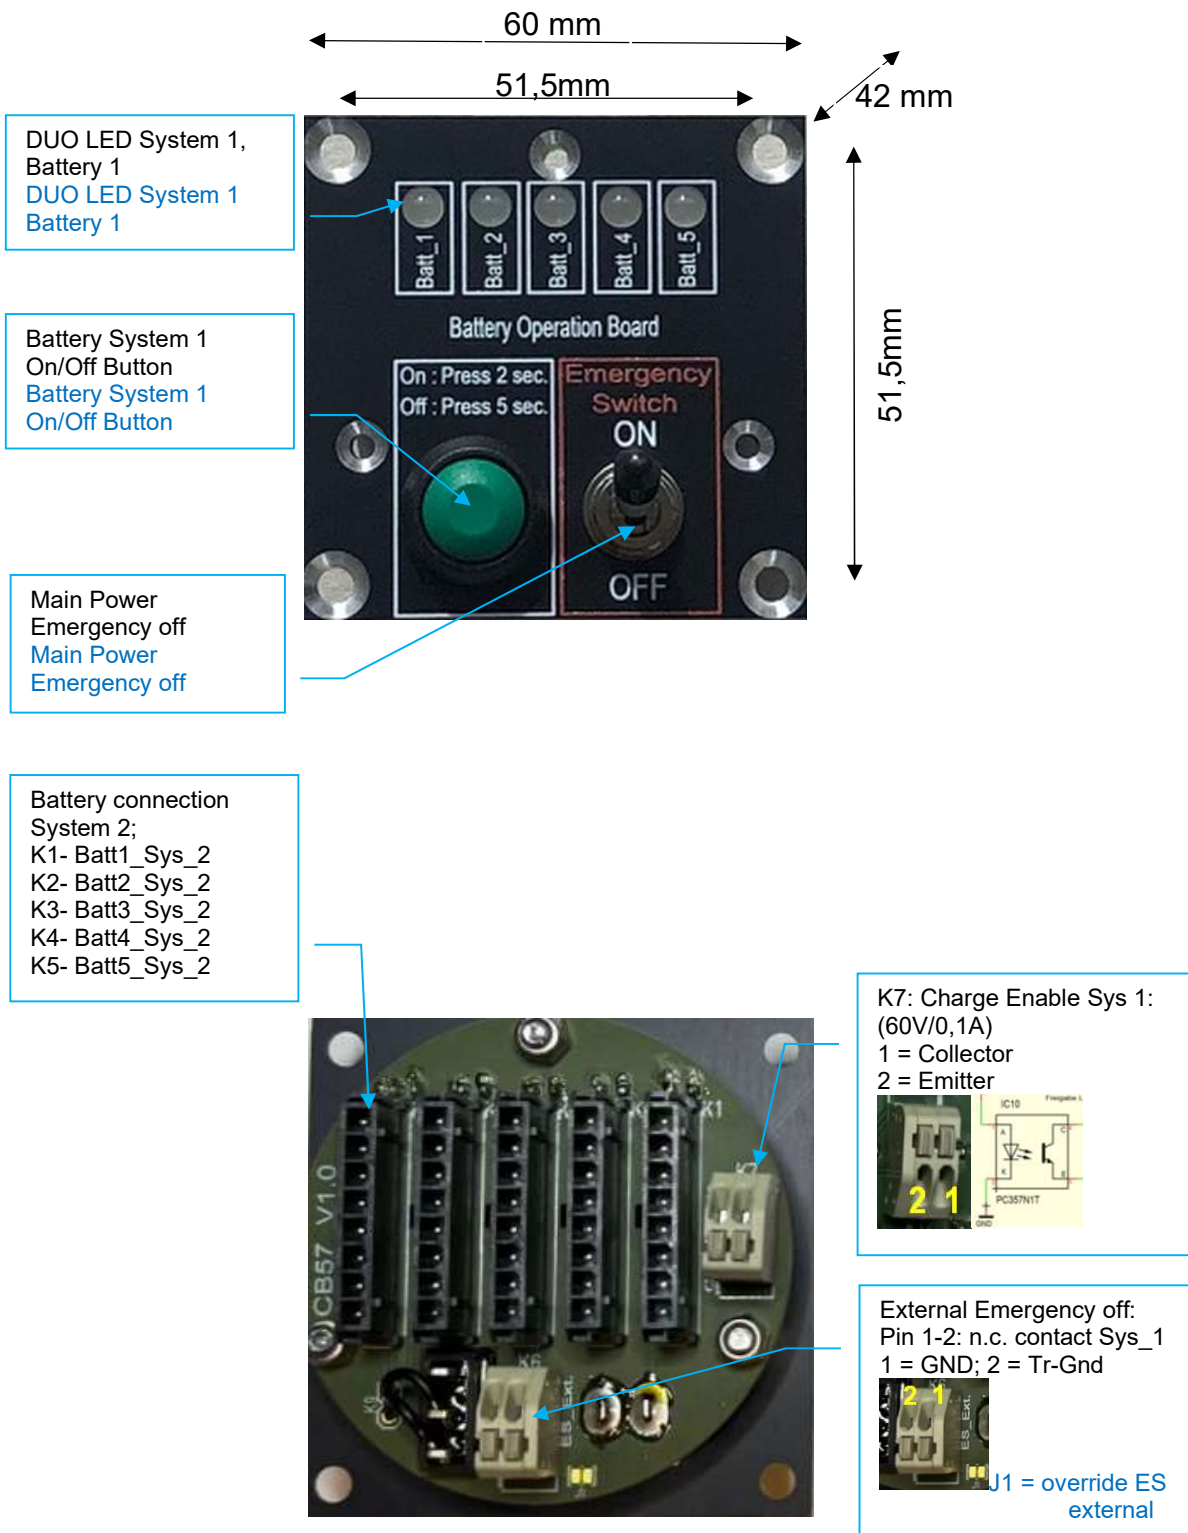 60 mm
51,5mm
42 mm
DUO LED System 1,
Battery 1
DUO LED System 1
Battery 1
Batt_1
Batt_2
Batt_3
Batt_4
Batt_5
Battery Operation Board
51,5mm
Battery System 1
On/Off Button
Battery System 1
On/Off Button
On : Press 2 sec.
Off : Press 5 sec.
Emergency
Switch
ON
OFF
Main Power
Emergency off
Main Power
Emergency off
Battery connection
System 2;
K1- Batt1_Sys_2
K2- Batt2_Sys_2
K3- Batt3_Sys_2
K4- Batt4_Sys_2
K5- Batt5_Sys_2
K7: Charge Enable Sys 1:
(60V/0,1A)
1 = Collector
2 = Emitter
2 1
IC10
Freigabe
A
C
K
E
PC357N1T
GND
K1
CB57 V1.0
K6
K9
ES_Ext.
External Emergency off:
Pin 1-2: n.c. contact Sys_1
1 = GND; 2 = Tr-Gnd
2 1
ES_Ext.
J1 = override ES
external